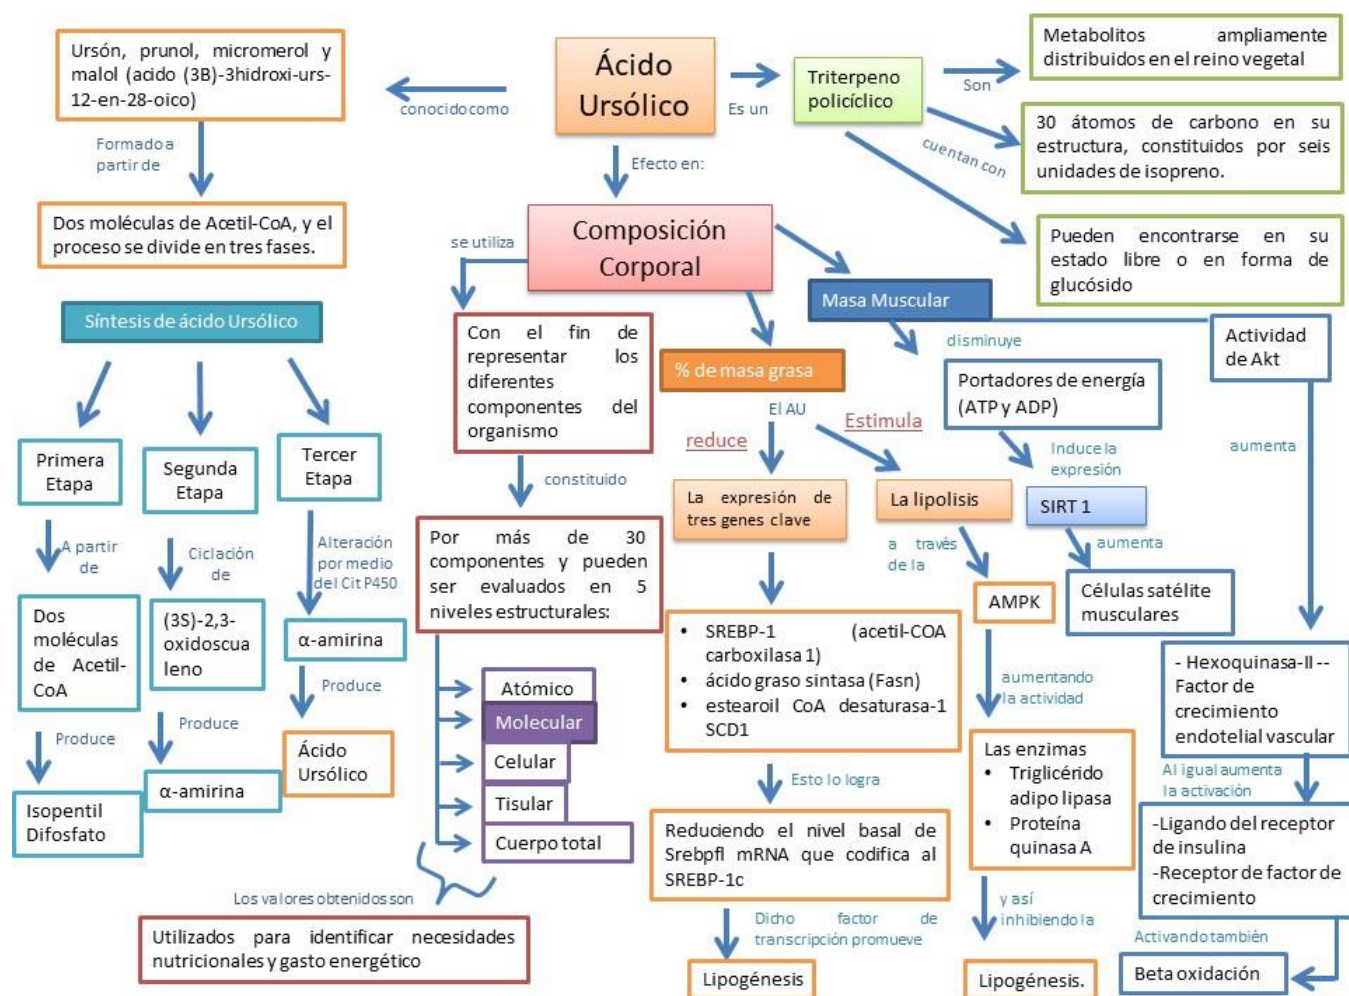 Ursón, prunol, micromerol y
malol (acido (3B)-3hidroxi-urs-
12-en-28-oico)
conocido como
Ácido
Ursólico
Es un
Triterpeno
policíclico
Son
Metabolitos ampliamente
distribuidos en el reino vegetal
cuentan con
30 átomos de carbono en su
estructura, constituidos por seis
unidades de isopreno.
Pueden encontrarse en su
estado libre o en forma de
glucósido
Formado a
partir de
Dos moléculas de Acetil-CoA, y el
proceso se divide en tres fases.
Efecto en:
Composición
Corporal
se utiliza
Con el fin de
representar los
diferentes
componentes del
organismo
constituido
Por más de 30
componentes y pueden
ser evaluados en 5
niveles estructurales:
Atómico
Molecular
Celular
Tisular
Cuerpo total
Los valores obtenidos son
Utilizados para identificar necesidades
nutricionales y gasto energético
Síntesis de ácido Ursólico
Primera
Etapa
A partir
de
Dos
moléculas
de Acetil-
CoA
Produce
Isopentil
Difosfato
Segunda
Etapa
Ciclación
de
(3S)-2,3-
oxidoscua
leno
Produce
α-amirina
Tercer
Etapa
Alteración
por medio
del Cit P450
α-amirina
Produce
Ácido
Ursólico
% de masa grasa
El AU
reduce
La expresión de
tres genes clave
• SREBP-1 (acetil-COA
carboxilasa 1)
• ácido graso sintasa (Fasn)
• estearoil CoA desaturasa-1
SCD1
Esto lo logra
Reduciendo el nivel basal de
Srebpfl mRNA que codifica al
SREBP-1c
Dicho factor de
transcripción promueve
Lipogénesis
Estimula
La lipolisis
a través
de la
AMPK
aumentando
la actividad
Las enzimas
• Triglicérido
adipo lipasa
• Proteína
quinasa A
y así
inhibiendo la
Lipogénesis.
Masa Muscular
disminuye
Portadores de energía
(ATP y ADP)
Induce la
expresión
SIRT 1
aumenta
Células satélite
musculares
Actividad
de Akt
aumenta
- Hexoquinasa-II --
Factor de
crecimiento
endotelial vascular
Al igual aumenta
la activación
-Ligando del receptor
de insulina
-Receptor de factor de
crecimiento
Activando también
Beta oxidación